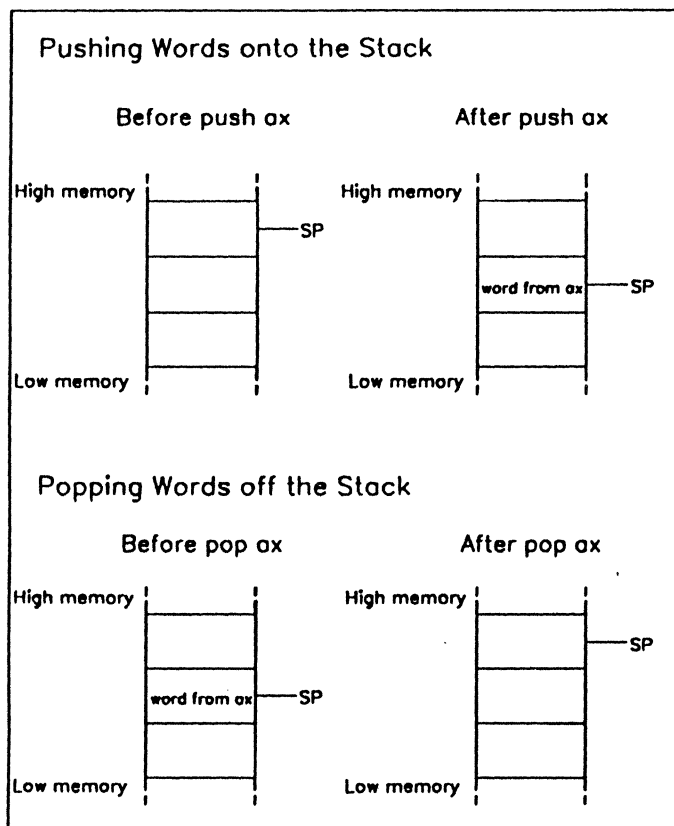 Pushing Words onto the Stack
Before push ax
After push ax
High memory
SP
Low memory
High memory
word from ax
SP
Low memory
Popping Words off the Stack
Before pop ax
After pop ax
High memory
word from ax
SP
Low memory
High memory
SP
Low memory